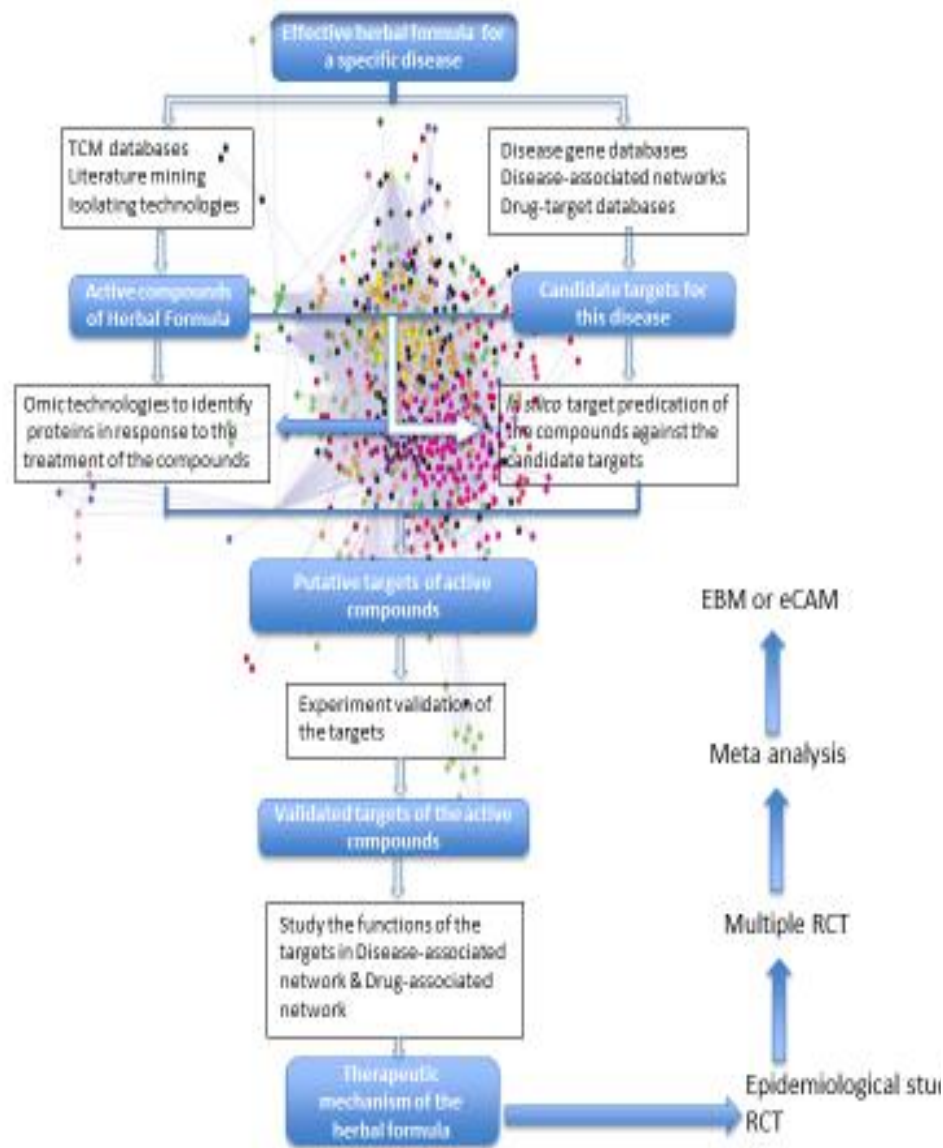 Effective herbal formula for
a specific disease
TCM databases
Literature mining
Isolating technologies
Disease gene databases
Disease-associated networks
Drug-target databases
Active compounds
of Herbal Formula
Candidate targets for
this disease
Omic technologies to identify
proteins in response to the
treatment of the compounds
In silico target predication of
the compounds against the
candidate targets
Putative targets of active
compounds
EBM or eCAM
Experiment validation of
the targets
Meta analysis
Validated targets of the active
compounds
Study the functions of the
targets in Disease-associated
network & Drug-associated
network
Multiple RCT
Therapeutic
mechanism of the
herbal formula
Epidemiological stu
RCT